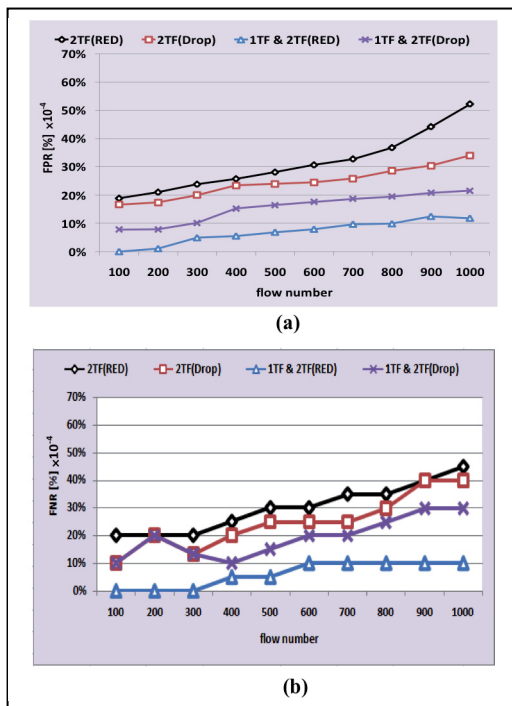 2TF(RED) 2TF(Drop) 1TF & 2TF(RED) 1TF & 2TF(Drop)
70%
60%
50%
40%
30%
20%
10%
0%
FPR [%] ×10-4
100 200 300 400 500 600 700 800 900 1000
flow number
(a)
2TF(RED) 2TF(Drop) 1TF & 2TF(RED) 1TF & 2TF(Drop)
70%
60%
50%
40%
30%
20%
10%
0%
FNR [%] ×10-4
100 200 300 400 500 600 700 800 900 1000
flow number
(b)